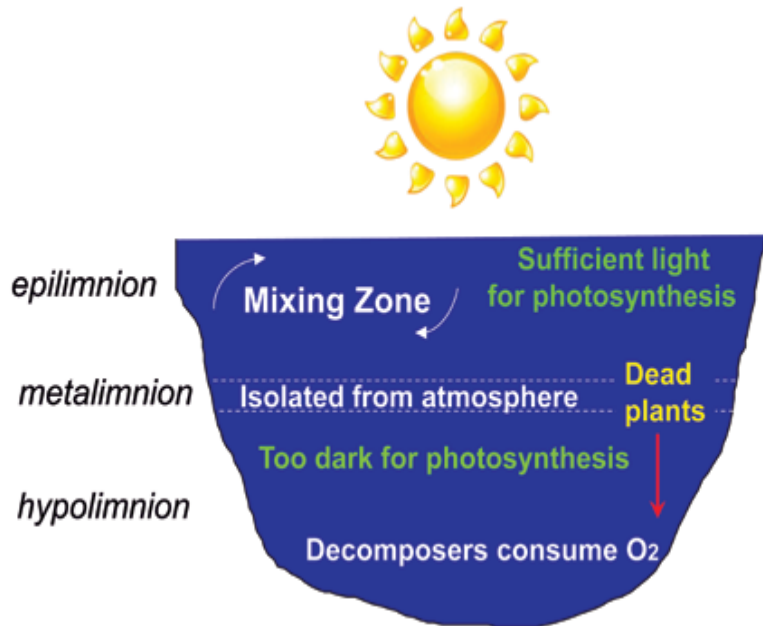 epilimnion
Mixing Zone
Sufficient light
for photosynthesis
metalimnion
Isolated from atmosphere
Dead
plants
Too dark for photosynthesis
hypolimnion
Decomposers consume O₂